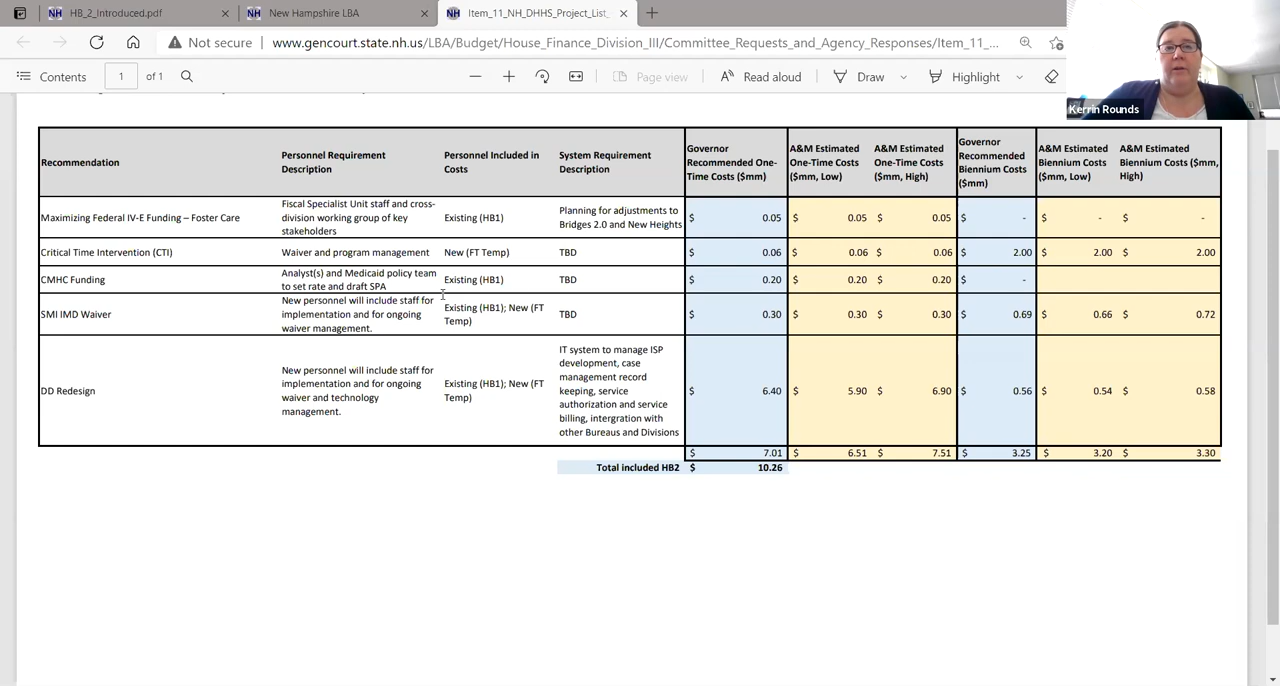 HB_2_Introduced.pdf
New Hampshire LBA
Item_11_NH_DHHS_Project_List_
Not secure www.gencourt.state.nh.us/LBA/Budget/House_Finance_Division_III/Committee_Requests_and_Agency_Responses/Item_11_...
Contents 1 of 1 Page view Read aloud Draw Highlight
Kerrin Rounds
Recommendation
Personnel Requirement
Description
Personnel Included in
Costs
System Requirement
Description
Governor
Recommended One-
Time Costs ($mm)
A&M Estimated
One-Time Costs
($mm, Low)
A&M Estimated
One-Time Costs
($mm, High)
Governor
Recommended
Biennium Costs
($mm)
A&M Estimated
Biennium Costs
($mm, Low)
A&M Estimated
Biennium Costs ($mm,
High)
Maximizing Federal IV-E Funding – Foster Care
Fiscal Specialist Unit staff and cross-
division working group of key
stakeholders
Existing (HB1)
Planning for adjustments to
Bridges 2.0 and New Heights
$ 0.05 $ 0.05 $ 0.05 $ - $ - $ -
Critical Time Intervention (CTI)
Waiver and program management
New (FT Temp)
TBD
$ 0.06 $ 0.06 $ 0.06 $ 2.00 $ 2.00 $ 2.00
CMHC Funding
Analyst(s) and Medicaid policy team
to set rate and draft SPA
Existing (HB1)
TBD
$ 0.20 $ 0.20 $ 0.20 $ -
SMI IMD Waiver
New personnel will include staff for
implementation and for ongoing
waiver management.
Existing (HB1); New (FT
Temp)
TBD
$ 0.30 $ 0.30 $ 0.30 $ 0.69 $ 0.66 $ 0.72
DD Redesign
New personnel will include staff for
implementation and for ongoing
waiver and technology
management.
Existing (HB1); New (FT
Temp)
IT system to manage ISP
development, case
management record
keeping, service
authorization and service
billing, intergration with
other Bureaus and Divisions
$ 6.40 $ 5.90 $ 6.90 $ 0.56 $ 0.54 $ 0.58
$ 7.01 $ 6.51 $ 7.51 $ 3.25 $ 3.20 $ 3.30
Total included HB2 $ 10.26